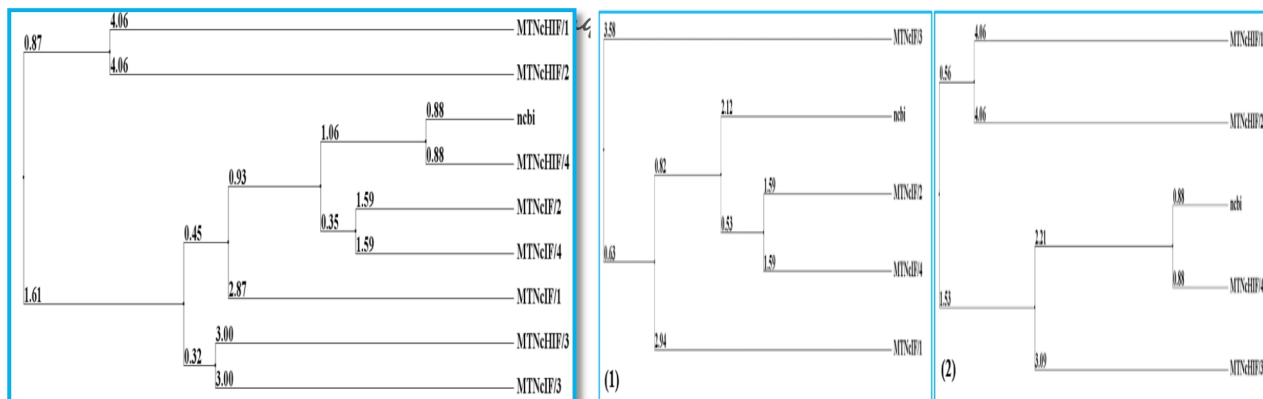 4.06
MTNcHIF/1
0.87
4.06
MTNcHIF/2
0.88
ncbi
1.06
0.88
MTNcHIF/4
0.93
1.59
MTNcIF/2
0.35
1.59
MTNcIF/4
0.45
2.87
MTNcIF/1
1.61
3.00
MTNcHIF/3
0.32
3.00
MTNcIF/3
3.58
MTNcIF/3
2.12
ncbi
0.82
1.59
MTNcIF/2
0.53
1.59
MTNcIF/4
0.63
2.94
MTNcIF/1
(1)
4.06
MTNcHIF/1
0.56
4.06
MTNcHIF/2
0.88
ncbi
2.21
0.88
MTNcHIF/4
1.53
3.09
MTNcHIF/3
(2)